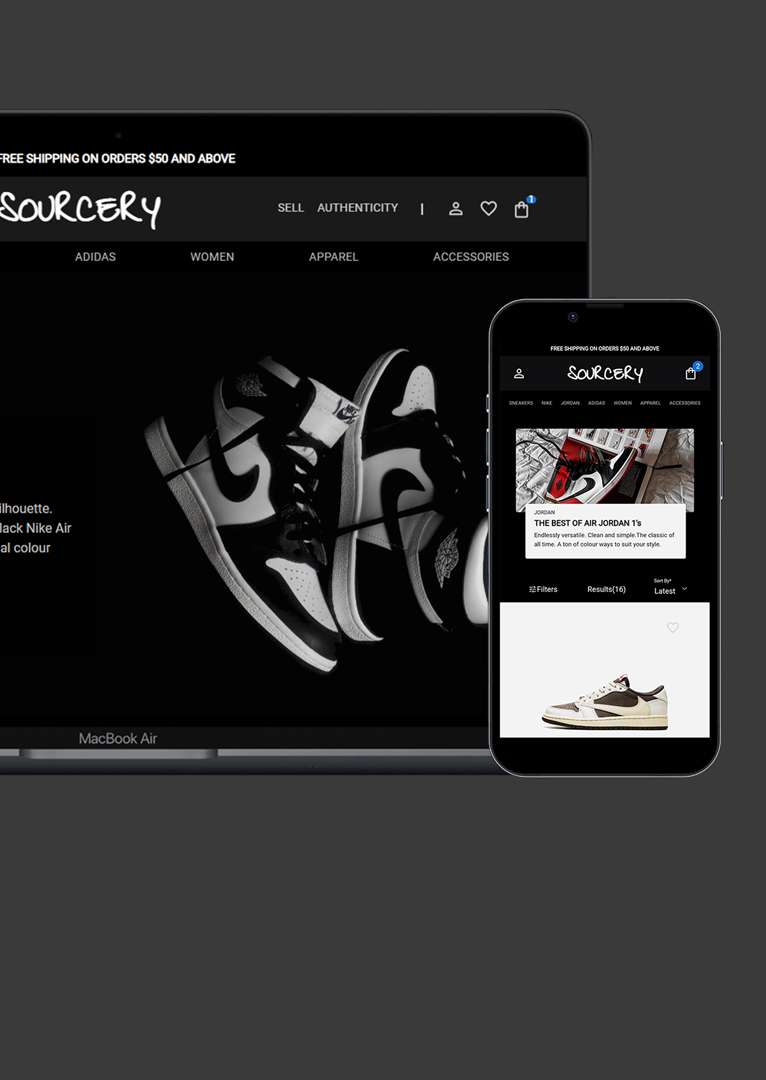 FREE SHIPPING ON ORDERS $50 AND ABOVE
SOURCERY
SELL AUTHENTICITY |
1
ADIDAS WOMEN APPAREL ACCESSORIES
ilhouette.
lack Nike Air
al colour
MacBook Air
FREE SHIPPING ON ORDERS $50 AND ABOVE
SOURCERY
2
SNEAKERS NIKE JORDAN ADIDAS WOMEN APPAREL ACCESSORIES
JORDAN
THE BEST OF AIR JORDAN 1's
Endlessly versatile. Clean and simple.The classic of
all time. A ton of colour ways to suit your style.
Filters Results(16) Sort By*
Latest